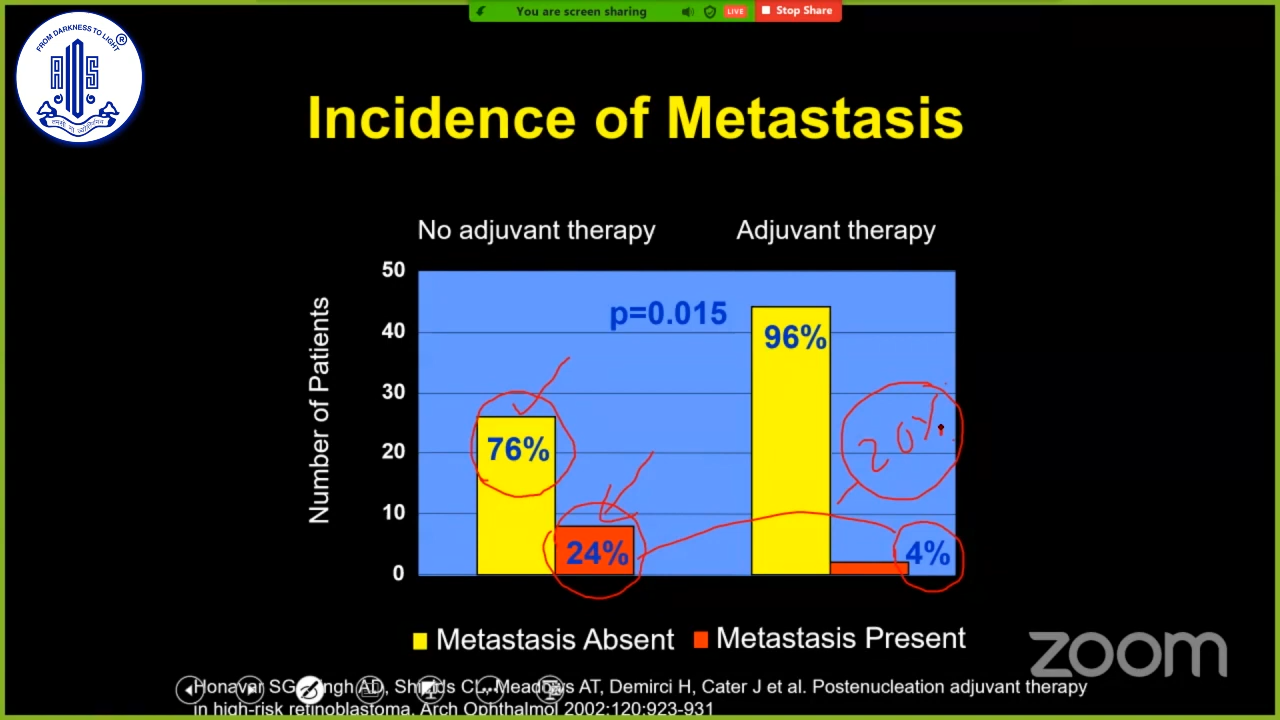 You are screen sharing LIVE Stop Share
FROM DARKNESS TO LIGHT ®
AIOS
Incidence of Metastasis
No adjuvant therapy Adjuvant therapy
50
40
30
20
10
0
Number of Patients
p=0.015
96%
76%
20%
24%
4%
Metastasis Absent Metastasis Present
zoom
Honavar SG, Singh AD, Shields CL, Meadows AT, Demirci H, Cater J et al. Postenucleation adjuvant therapy
in high-risk retinoblastoma. Arch Ophthalmol 2002;120:923-931